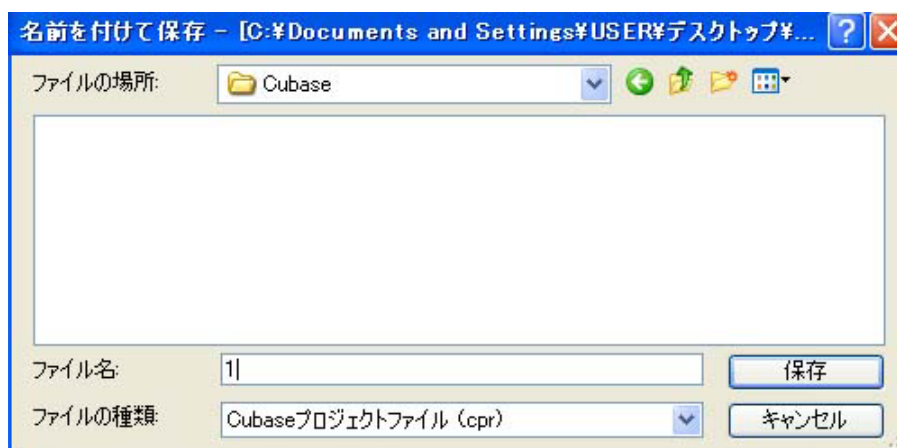 名前を付けて保存 - [C:¥Documents and Settings¥USER¥デスクトップ¥...
ファイルの場所: Cubase
ファイル名: 1 保存
ファイルの種類: Cubaseプロジェクトファイル (cpr) キャンセル